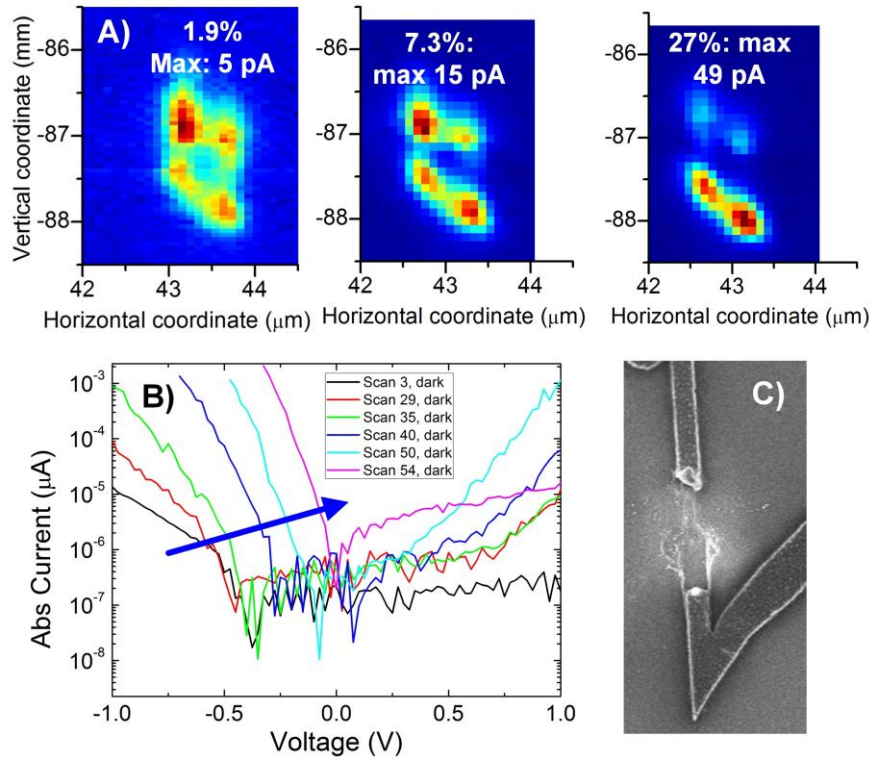 A)
1.9%
Max: 5 pA
7.3%:
max 15 pA
27%: max
49 pA
Vertical coordinate (mm)
-86
-87
-88
-86
-87
-88
-86
-87
-88
42 43 44
42 43 44
42 43 44
Horizontal coordinate (μm)
Horizontal coordinate (μm)
Horizontal coordinate (μm)
B)
Scan 3, dark
Scan 29, dark
Scan 35, dark
Scan 40, dark
Scan 50, dark
Scan 54, dark
Abs Current (μA)
10⁻³
10⁻⁴
10⁻⁵
10⁻⁶
10⁻⁷
10⁻⁸
-1.0 -0.5 0.0 0.5 1.0
Voltage (V)
C)